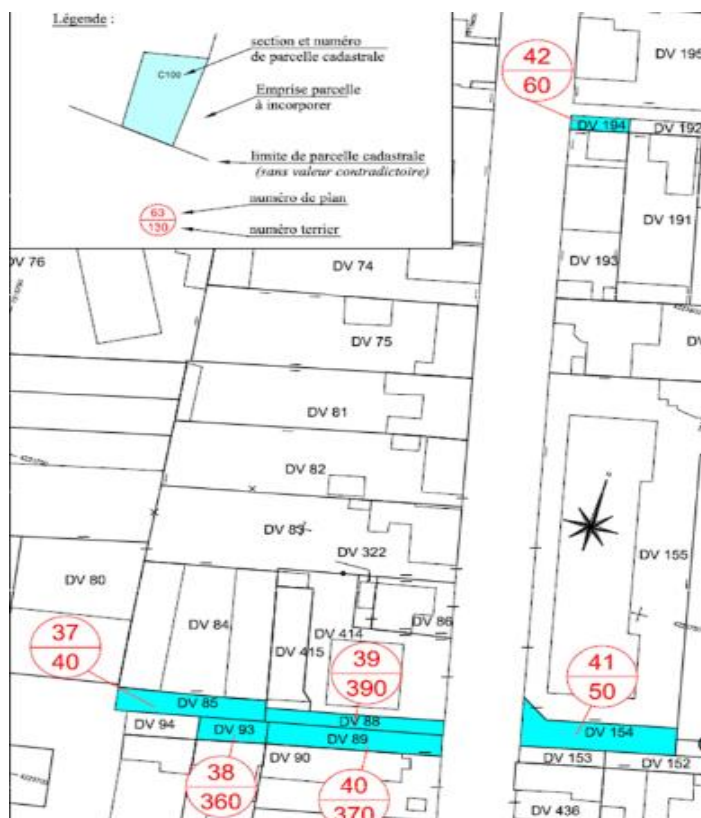 Légende :
section et numéro
de parcelle cadastrale
C100
Emprise parcelle
à incorporer
limite de parcelle cadastrale
(sans valeur contradictoire)
numéro de plan
63
130
numéro terrier
42
60
DV 195
DV 194
DV 192
DV 191
DV 193
DV 76
DV 74
DV 75
DV 81
DV 82
DV 83
DV 322
DV 155
DV 80
DV 84
DV 414
DV 86
DV 415
37
40
39
390
41
50
DV 85
DV 88
DV 94
DV 93
DV 89
DV 154
DV 90
DV 153
DV 152
38
360
40
370
DV 436